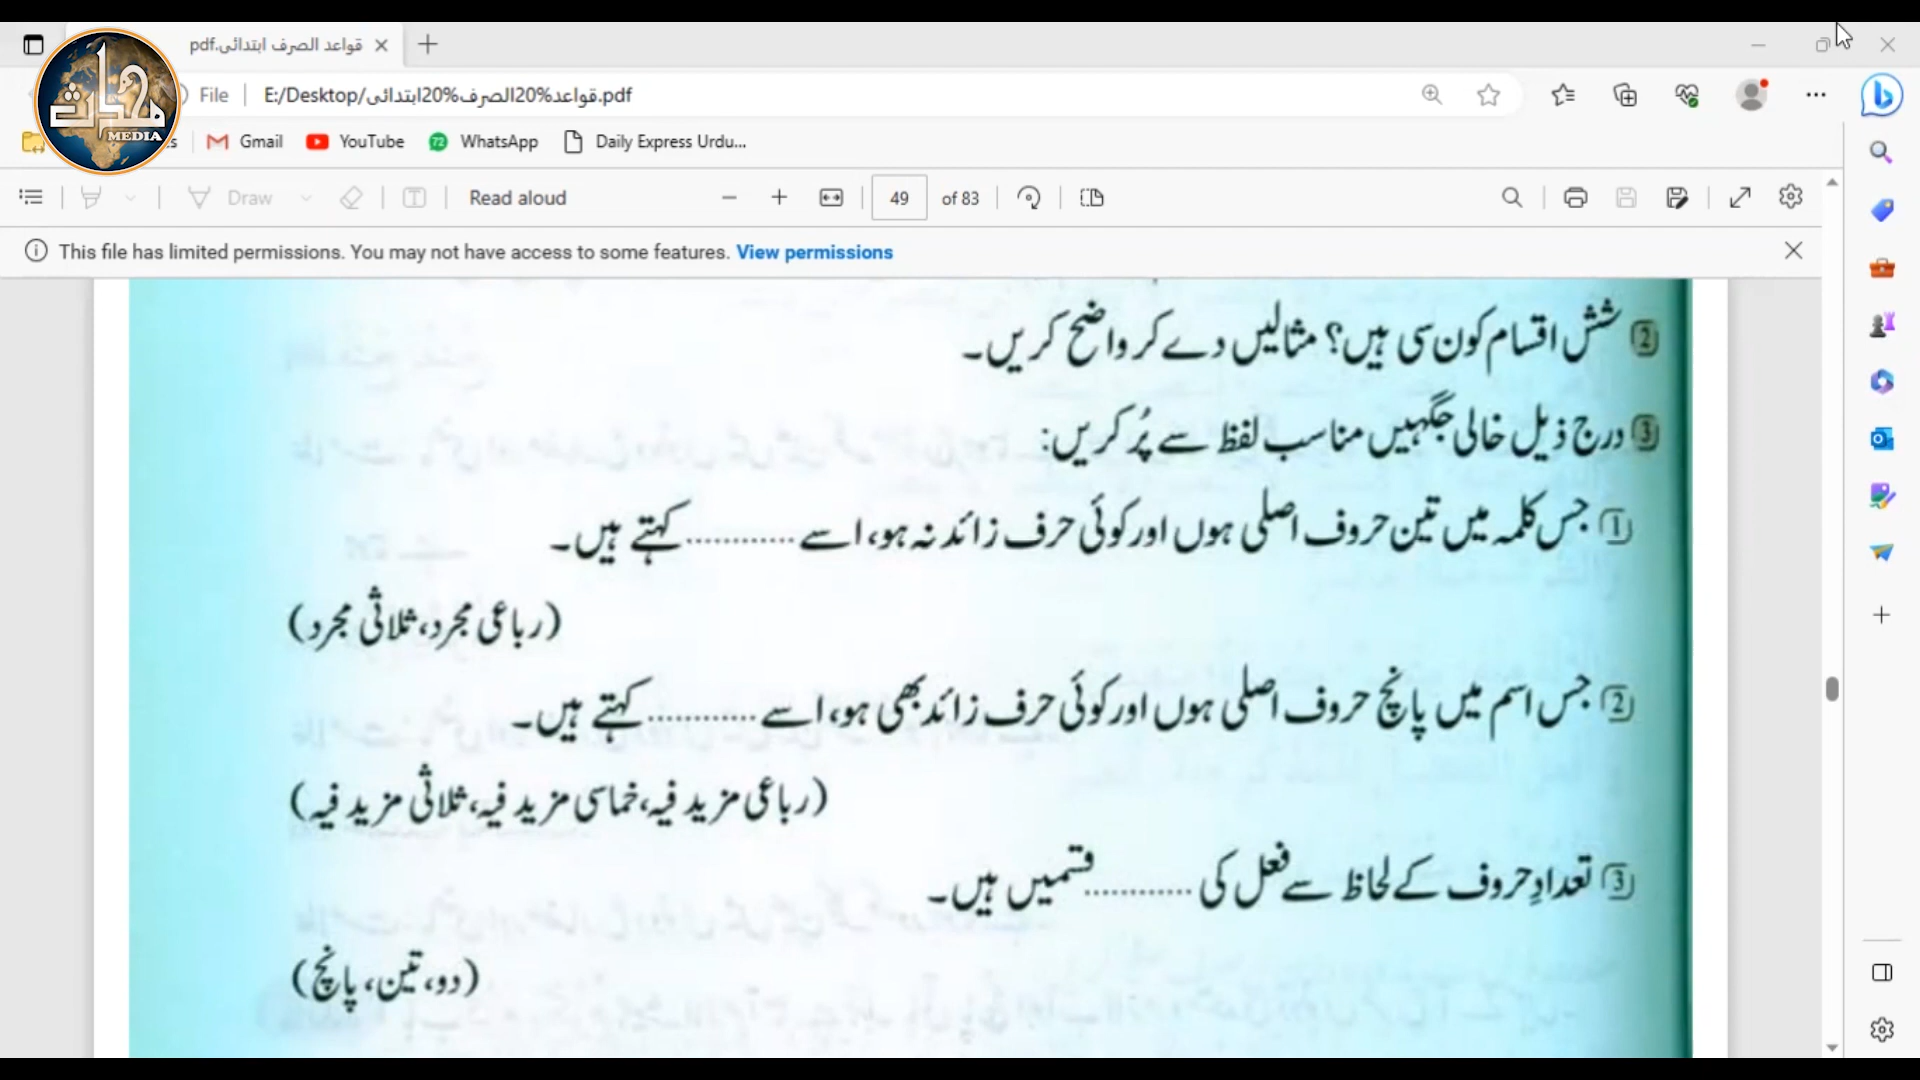 قواعد الصرف ابتدائی.pdf
File
E:/Desktop/قواعد%20الصرف%20ابتدائی.pdf
محدث
MEDIA
Gmail
YouTube
WhatsApp
Daily Express Urdu...
Draw
Read aloud
49 of 83
This file has limited permissions. You may not have access to some features. View permissions
② شش اقسام کون سی ہیں؟ مثالیں دے کر واضح کریں۔
③ درج ذیل خالی جگہیں مناسب لفظ سے پُر کریں:
① جس کلمہ میں تین حروف اصلی ہوں اور کوئی حرف زائد نہ ہو، اسے ........... کہتے ہیں۔
(رباعی مجرد، ثلاثی مجرد)
② جس اسم میں پانچ حروف اصلی ہوں اور کوئی حرف زائد بھی ہو، اسے ........... کہتے ہیں۔
(رباعی مزید فیہ، خماسی مزید فیہ، ثلاثی مزید فیہ)
③ تعدادِ حروف کے لحاظ سے فعل کی ........... قسمیں ہیں۔
(دو، تین، پانچ)